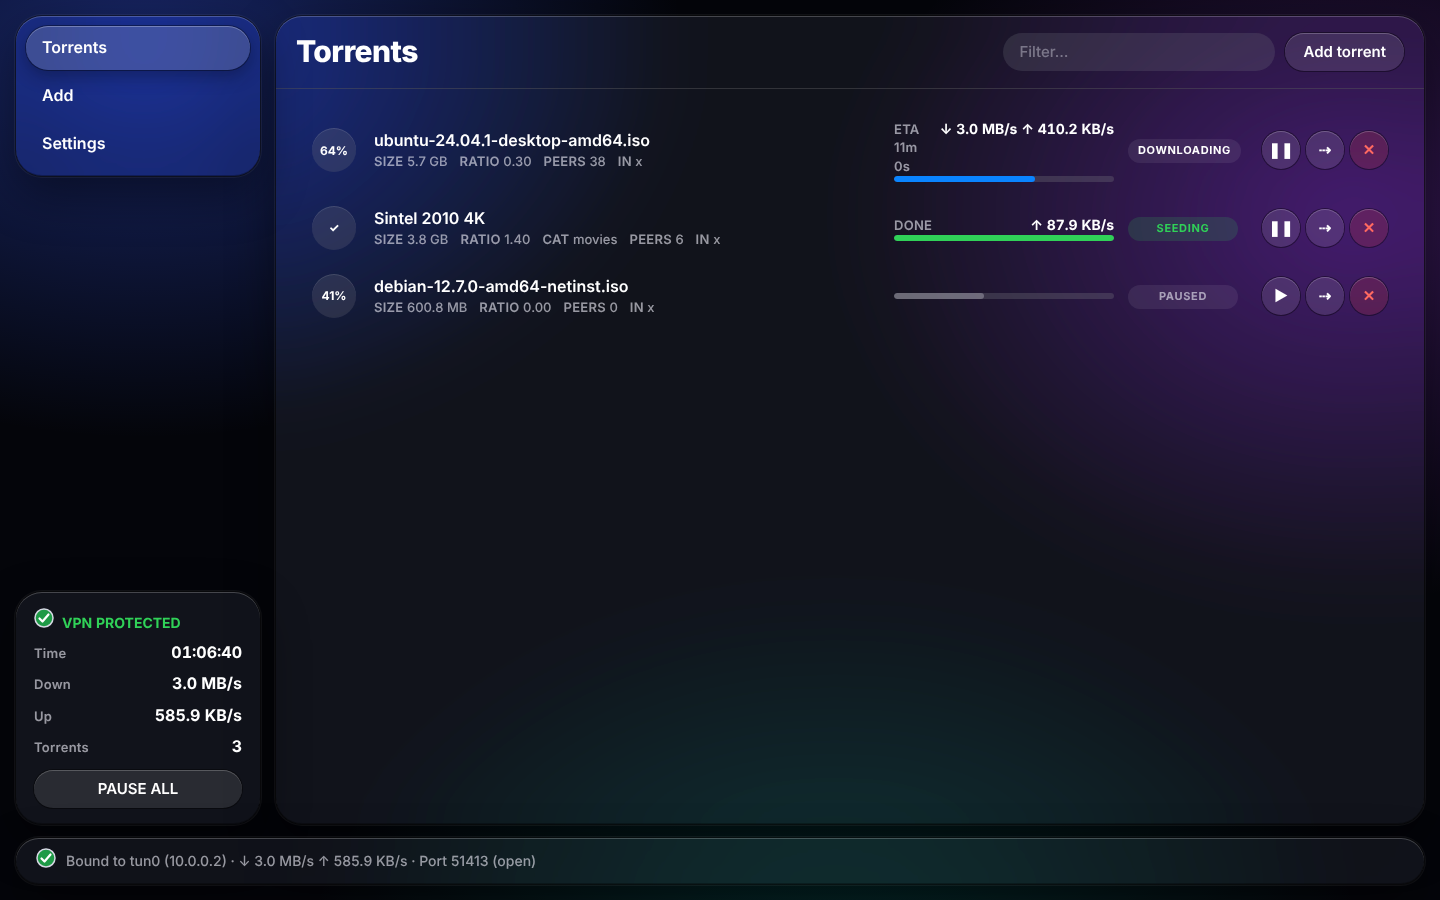 Torrents
Add
Settings
Torrents
Filter...
Add torrent
64%
ubuntu-24.04.1-desktop-amd64.iso
SIZE 5.7 GB RATIO 0.30 PEERS 38 IN x
ETA 11m 0s
↓ 3.0 MB/s ↑ 410.2 KB/s
DOWNLOADING
Sintel 2010 4K
SIZE 3.8 GB RATIO 1.40 CAT movies PEERS 6 IN x
DONE
↑ 87.9 KB/s
SEEDING
41%
debian-12.7.0-amd64-netinst.iso
SIZE 600.8 MB RATIO 0.00 PEERS 0 IN x
PAUSED
VPN PROTECTED
Time 01:06:40
Down 3.0 MB/s
Up 585.9 KB/s
Torrents 3
PAUSE ALL
Bound to tun0 (10.0.0.2) · ↓ 3.0 MB/s ↑ 585.9 KB/s · Port 51413 (open)